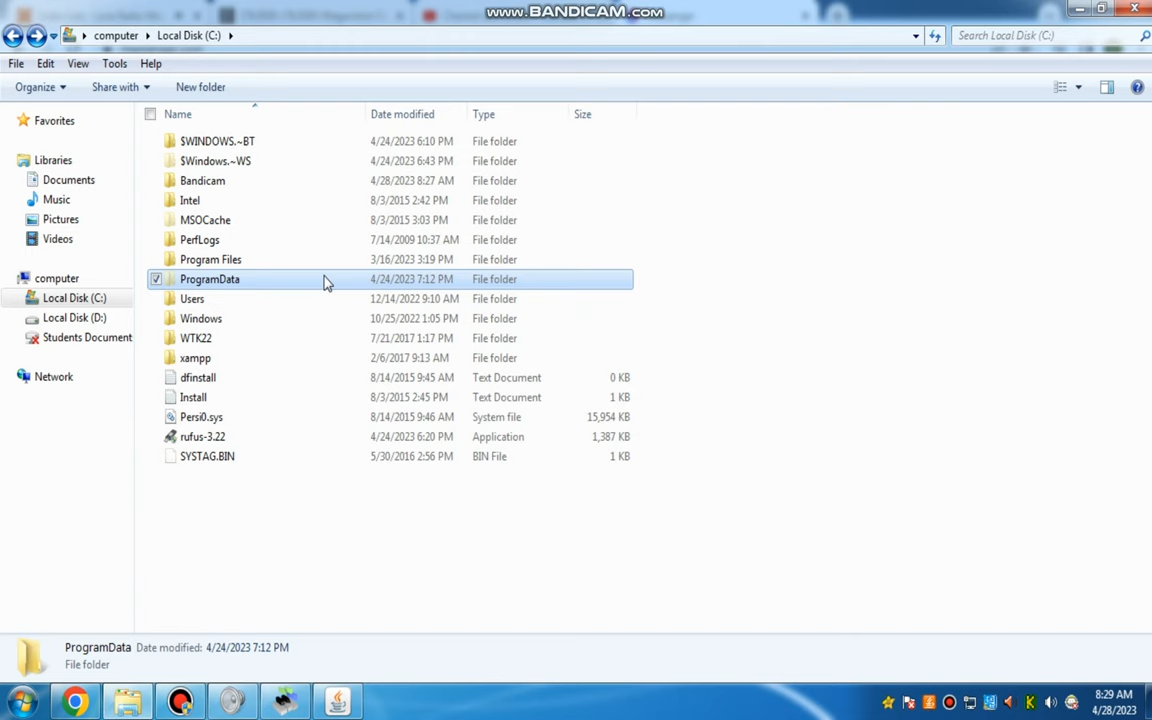 www.BANDICAM.com
computer Local Disk (C:) Search Local Disk (C:)
File Edit View Tools Help
Organize Share with New folder
Name Date modified Type Size
Favorites
Libraries
Documents
Music
Pictures
Videos
computer
Local Disk (C:)
Local Disk (D:)
Students Document
Network
$WINDOWS.~BT 4/24/2023 6:10 PM File folder
$Windows.~WS 4/24/2023 6:43 PM File folder
Bandicam 4/28/2023 8:27 AM File folder
Intel 8/3/2015 2:42 PM File folder
MSOCache 8/3/2015 3:03 PM File folder
PerfLogs 7/14/2009 10:37 AM File folder
Program Files 3/16/2023 3:19 PM File folder
ProgramData 4/24/2023 7:12 PM File folder
Users 12/14/2022 9:10 AM File folder
Windows 10/25/2022 1:05 PM File folder
WTK22 7/21/2017 1:17 PM File folder
xampp 2/6/2017 9:13 AM File folder
dfinstall 8/14/2015 9:45 AM Text Document 0 KB
Install 8/3/2015 2:45 PM Text Document 1 KB
Persi0.sys 8/14/2015 9:46 AM System file 15,954 KB
rufus-3.22 4/24/2023 6:20 PM Application 1,387 KB
SYSTAG.BIN 5/30/2016 2:56 PM BIN File 1 KB
ProgramData Date modified: 4/24/2023 7:12 PM
File folder
8:29 AM
4/28/2023